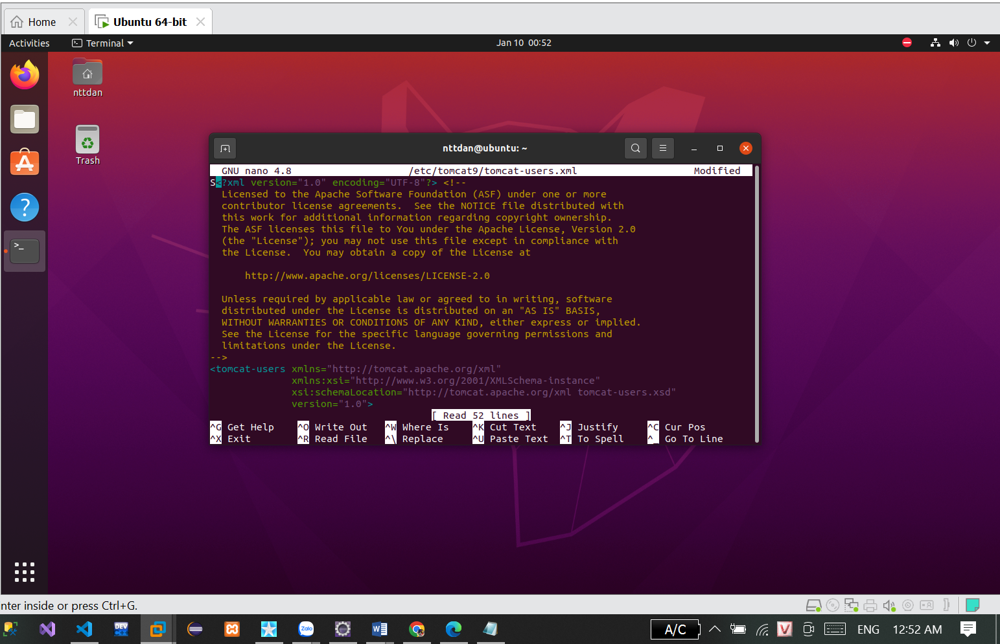 Home
Ubuntu 64-bit
Activities
Terminal
Jan 10 00:52
nttdan
Trash
nttdan@ubuntu: ~
GNU nano 4.8 /etc/tomcat9/tomcat-users.xml Modified
S<?xml version="1.0" encoding="UTF-8"?> <!--
Licensed to the Apache Software Foundation (ASF) under one or more
contributor license agreements.  See the NOTICE file distributed with
this work for additional information regarding copyright ownership.
The ASF licenses this file to You under the Apache License, Version 2.0
(the "License"); you may not use this file except in compliance with
the License.  You may obtain a copy of the License at
http://www.apache.org/licenses/LICENSE-2.0
Unless required by applicable law or agreed to in writing, software
distributed under the License is distributed on an "AS IS" BASIS,
WITHOUT WARRANTIES OR CONDITIONS OF ANY KIND, either express or implied.
See the License for the specific language governing permissions and
limitations under the License.
-->
<tomcat-users xmlns="http://tomcat.apache.org/xml"
xmlns:xsi="http://www.w3.org/2001/XMLSchema-instance"
xsi:schemaLocation="http://tomcat.apache.org/xml tomcat-users.xsd"
version="1.0">
[ Read 52 lines ]
^G Get Help ^O Write Out ^W Where Is ^K Cut Text ^J Justify ^C Cur Pos
^X Exit ^R Read File ^\ Replace ^U Paste Text ^T To Spell ^_ Go To Line
nter inside or press Ctrl+G.
DEV
Zalo
A/C
ENG
12:52 AM